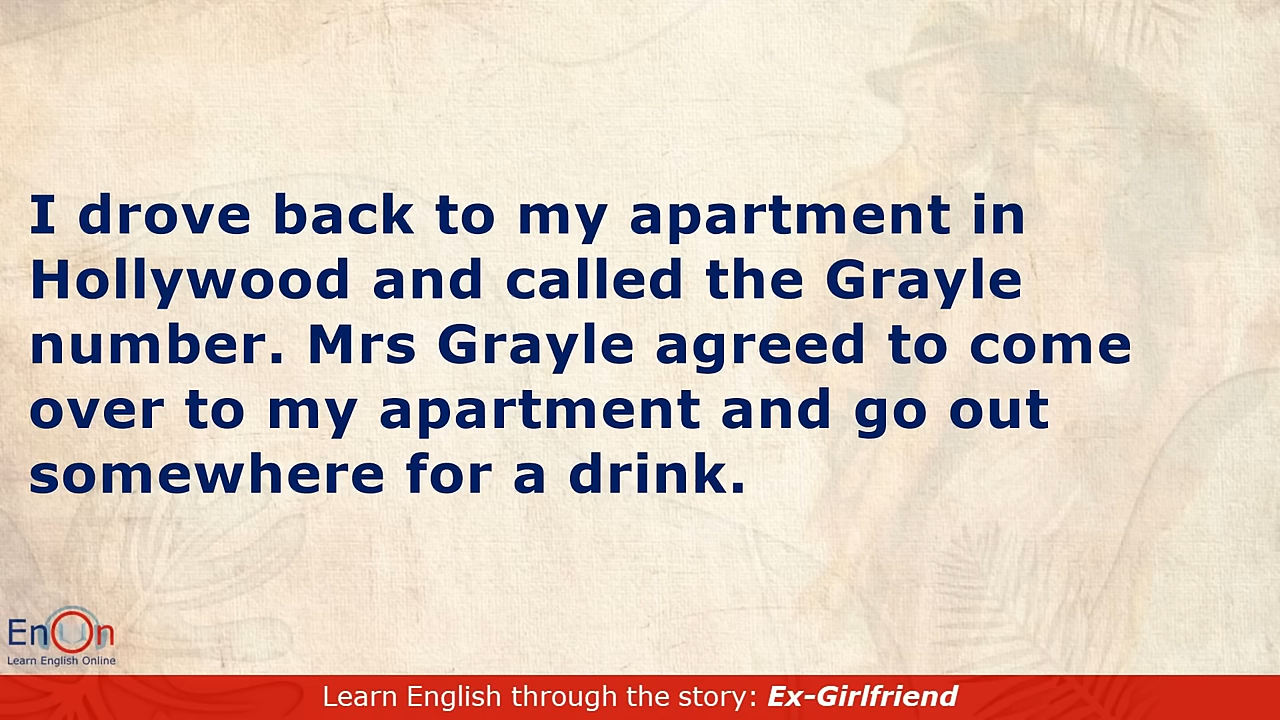 I drove back to my apartment in
Hollywood and called the Grayle
number. Mrs Grayle agreed to come
over to my apartment and go out
somewhere for a drink.
EnOn
Learn English Online
Learn English through the story: Ex-Girlfriend